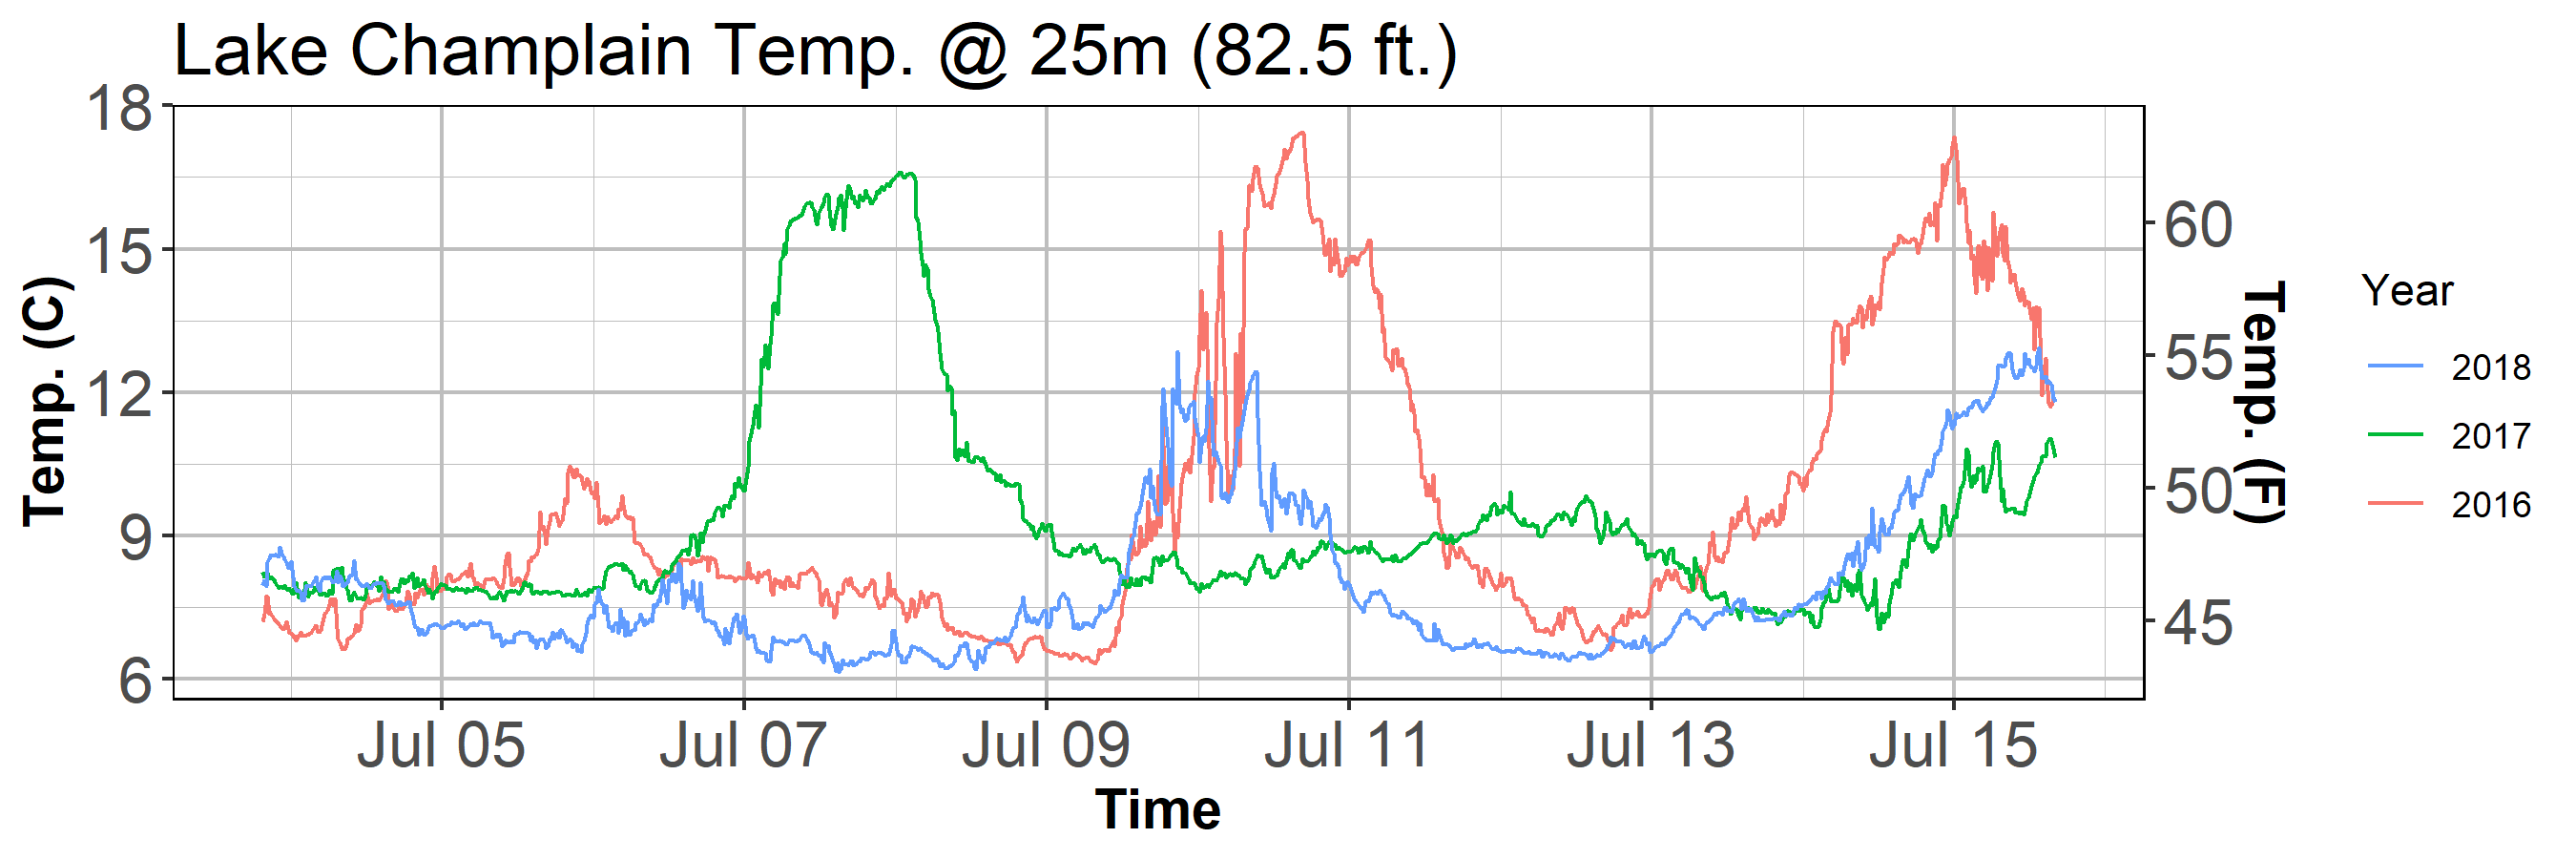 Lake Champlain Temp. @ 25m (82.5 ft.)
Temp. (C)
18
15
12
9
6
60
55
50
45
Temp. (F)
Year
2018
2017
2016
Jul 05 Jul 07 Jul 09 Jul 11 Jul 13 Jul 15
Time